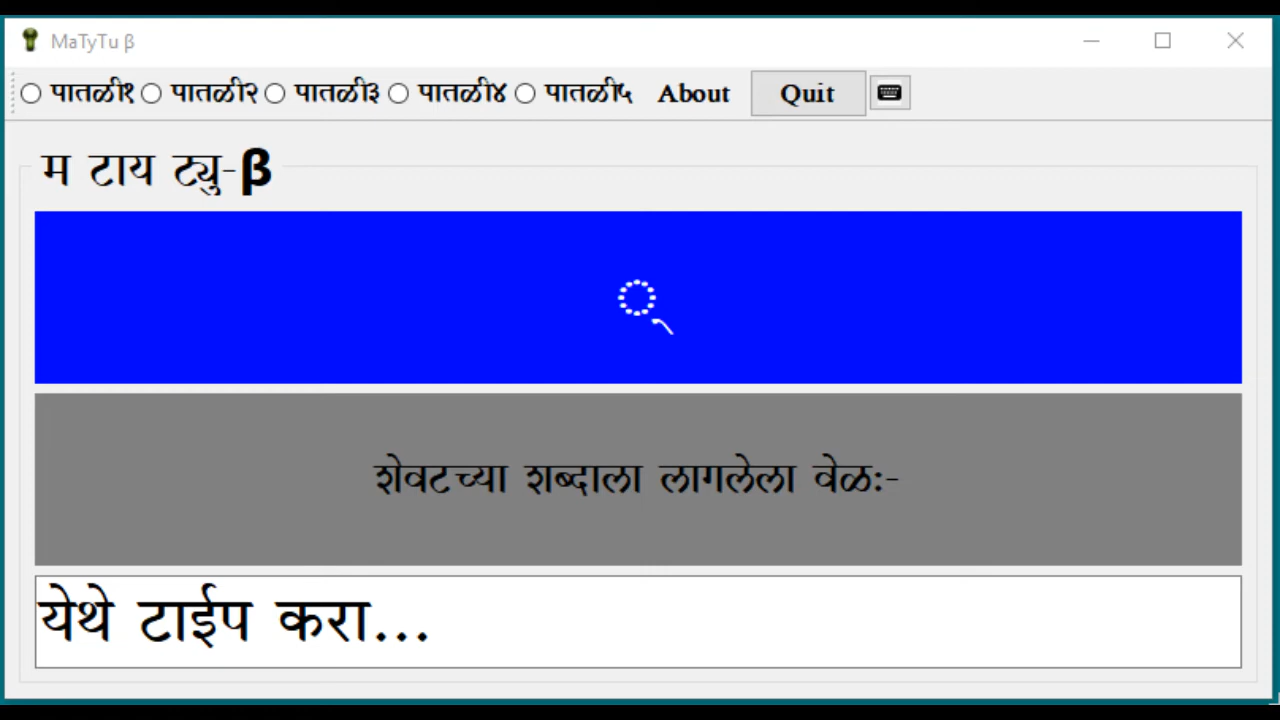 MaTyTu β
पातळी१ पातळी२ पातळी३ पातळी४ पातळी५ About Quit
म टाय ट्यु-β
◌्
शेवटच्या शब्दाला लागलेला वेळः-
येथे टाईप करा...